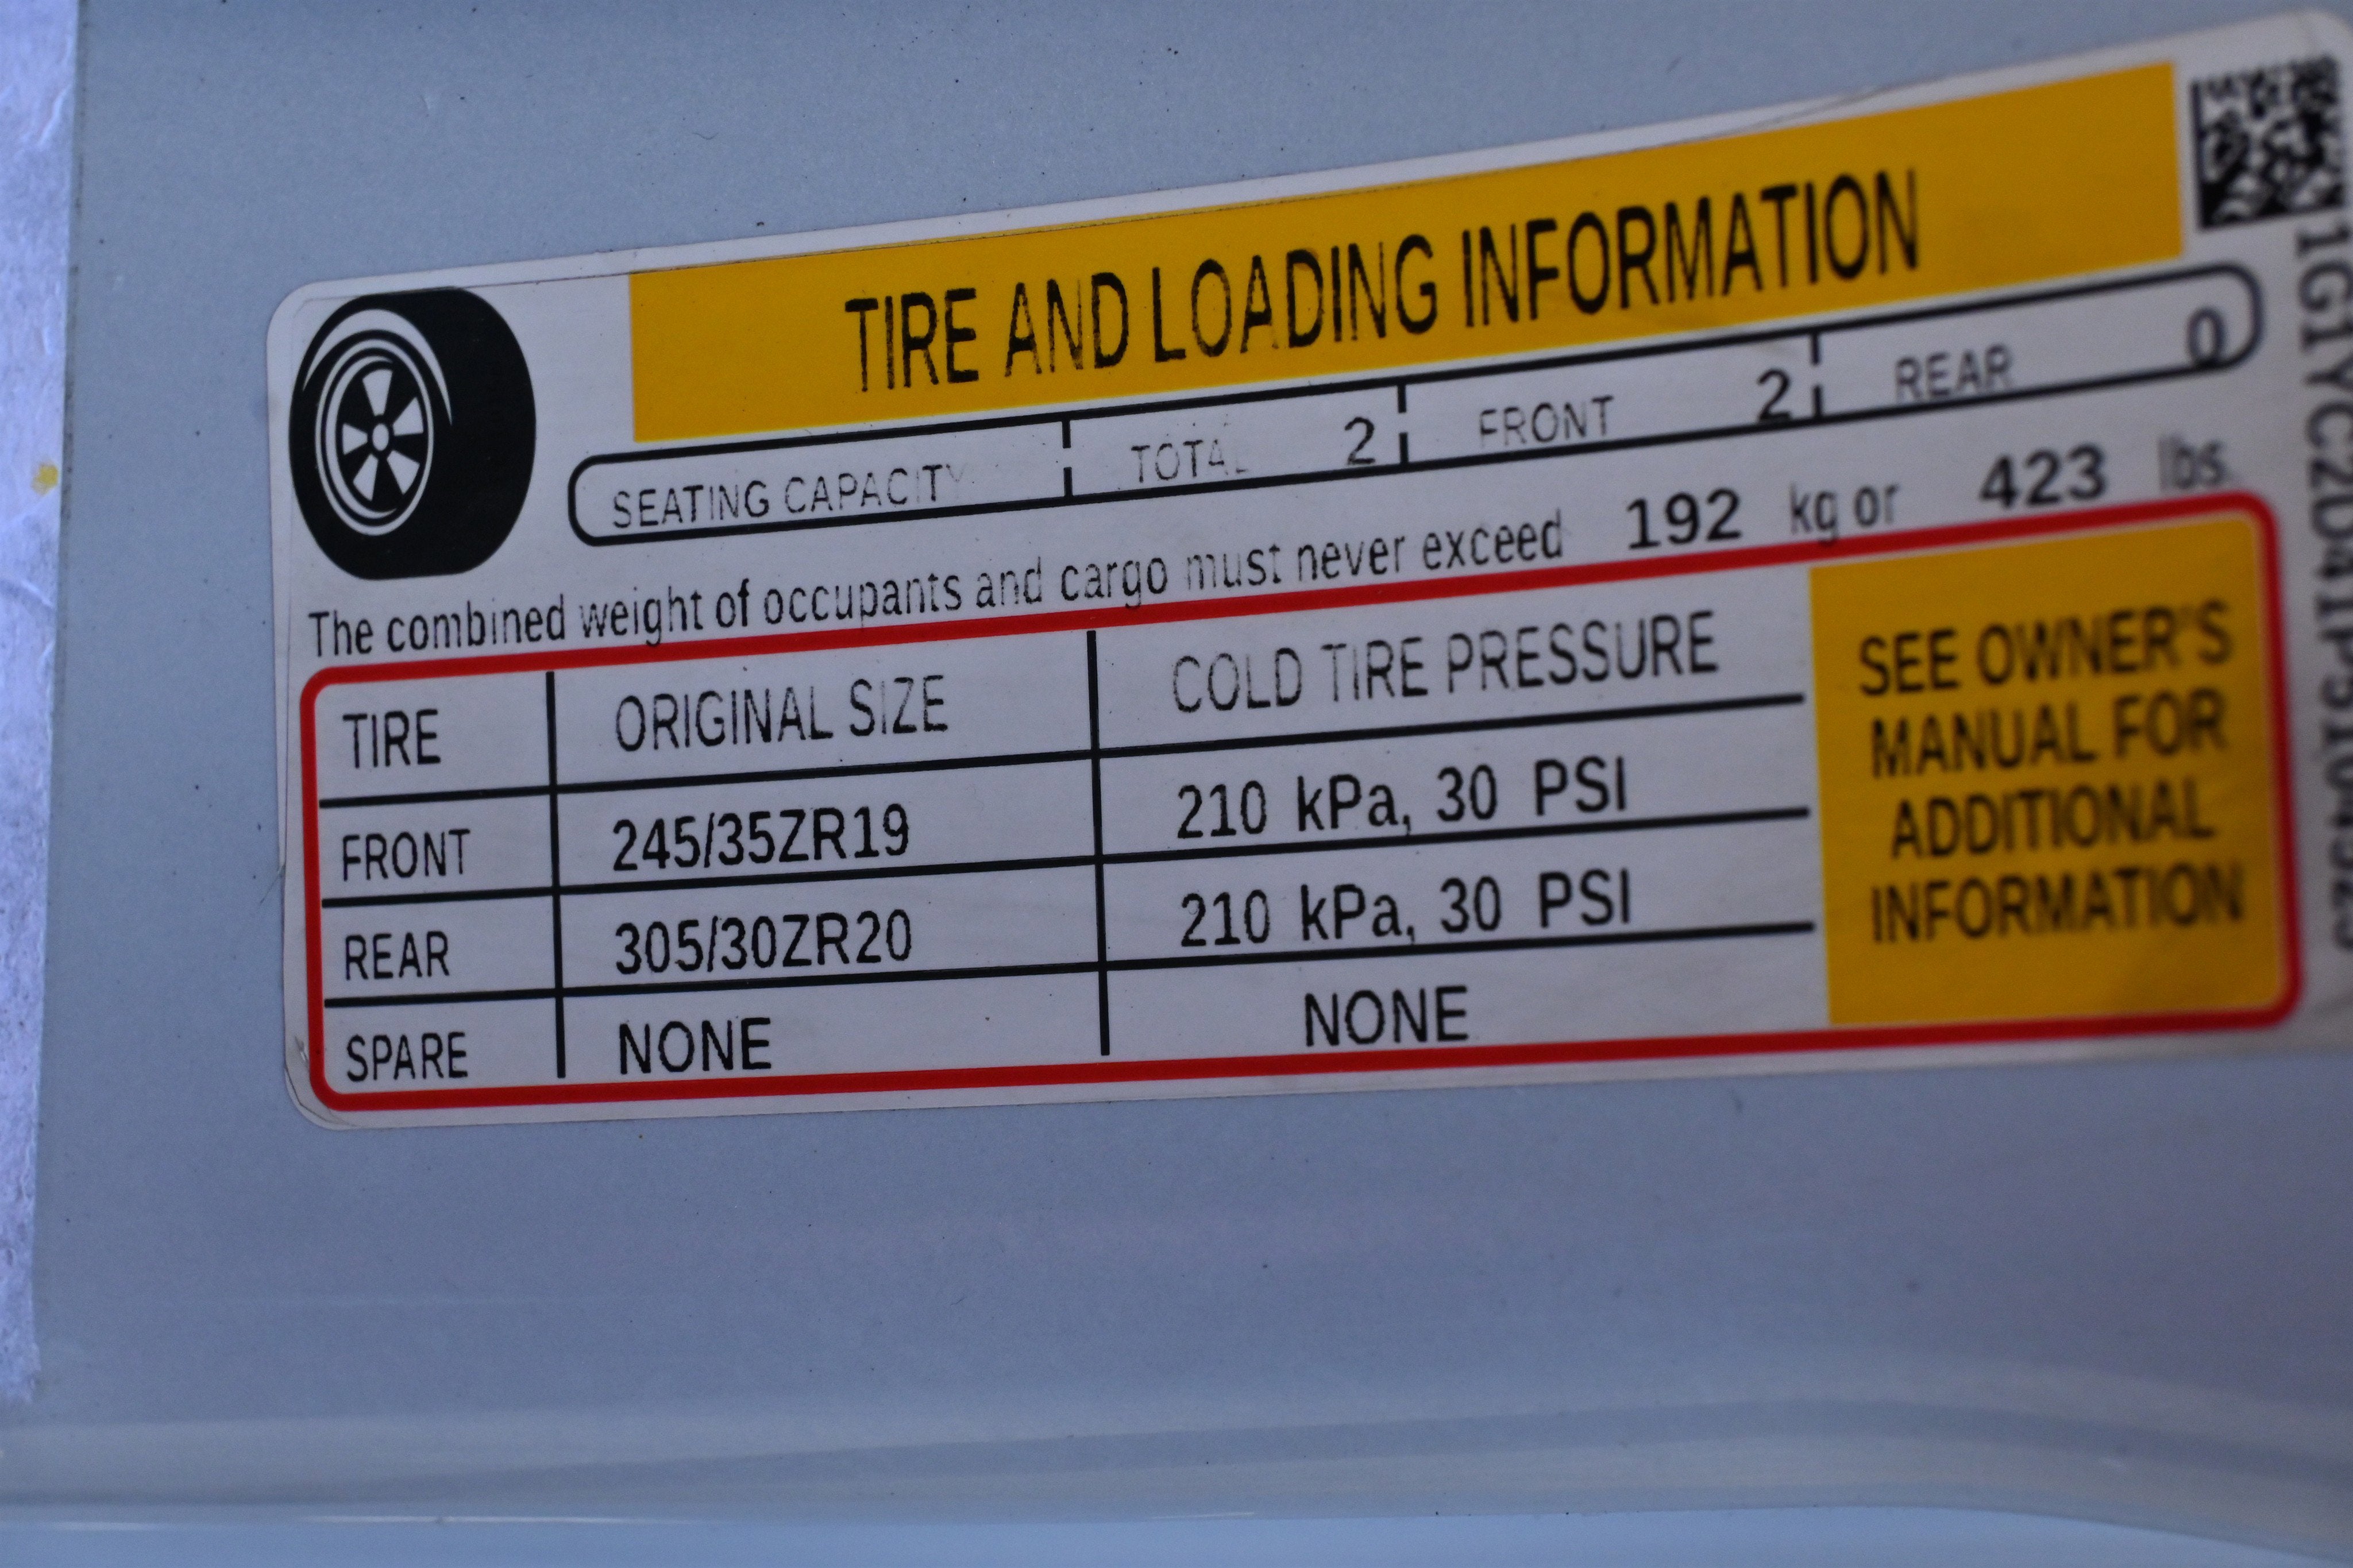 TIRE AND LOADING INFORMATION
SEATING CAPACITY TOTAL 2 FRONT 2 REAR 0
The combined weight of occupants and cargo must never exceed 192 kg or 423 lbs.
TIRE ORIGINAL SIZE COLD TIRE PRESSURE
FRONT 245/35ZR19 210 kPa, 30 PSI
REAR 305/30ZR20 210 kPa, 30 PSI
SPARE NONE NONE
SEE OWNER'S
MANUAL FOR
ADDITIONAL
INFORMATION